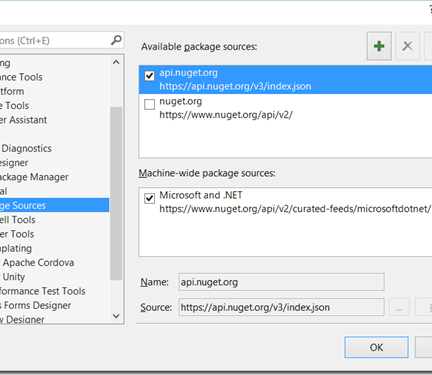 ?
ons (Ctrl+E)
ng
ance Tools
tform
e Tools
er Assistant
Diagnostics
signer
ackage Manager
al
ge Sources
ell Tools
er Tools
mplating
Apache Cordova
Unity
formance Test Tools
s Forms Designer
w Designer
Available package sources:
api.nuget.org
https://api.nuget.org/v3/index.json
nuget.org
https://www.nuget.org/api/v2/
Machine-wide package sources:
Microsoft and .NET
https://www.nuget.org/api/v2/curated-feeds/microsoftdotnet/
Name:
api.nuget.org
Source:
https://api.nuget.org/v3/index.json
...
OK